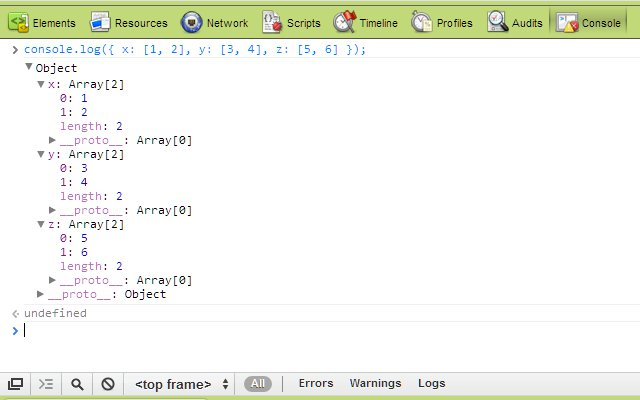 Elements Resources Network Scripts Timeline Profiles Audits Console
> console.log({ x: [1, 2], y: [3, 4], z: [5, 6] });
▼Object
▼x: Array[2]
0: 1
1: 2
length: 2
▶__proto__: Array[0]
▼y: Array[2]
0: 3
1: 4
length: 2
▶__proto__: Array[0]
▼z: Array[2]
0: 5
1: 6
length: 2
▶__proto__: Array[0]
▶__proto__: Object
undefined
>
<top frame> All Errors Warnings Logs